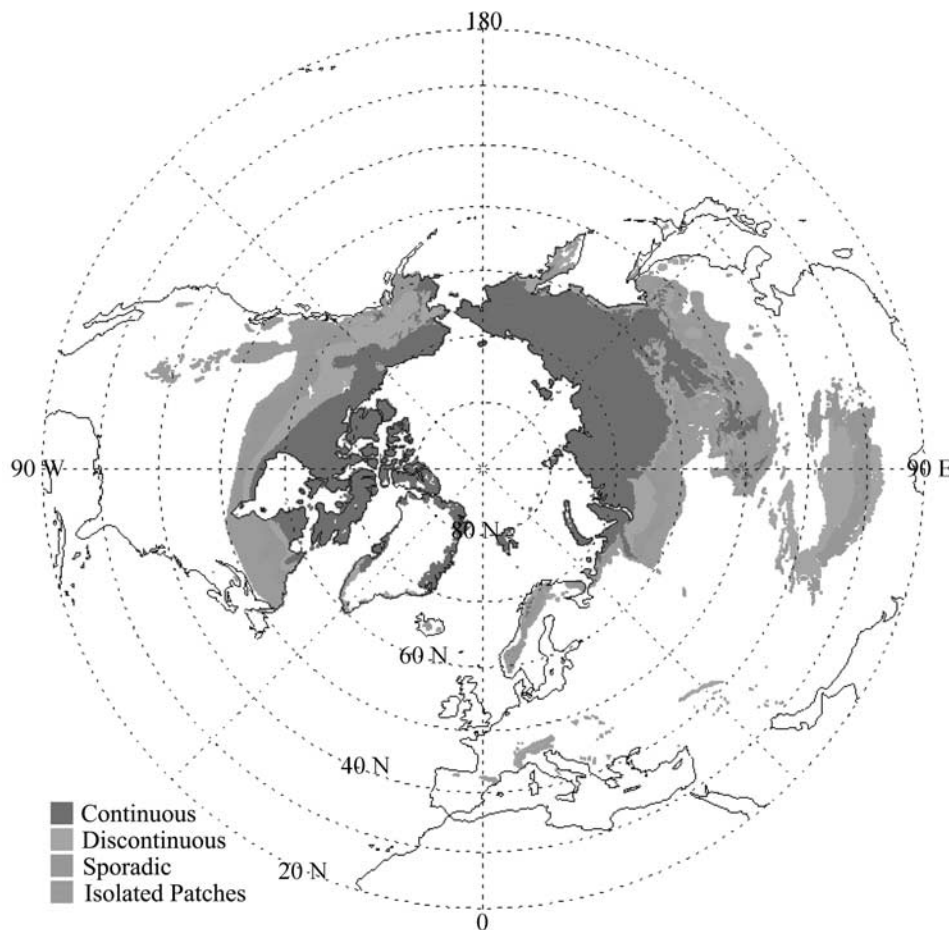 180
90 W
90 E
80 N
60 N
40 N
20 N
0
Continuous
Discontinuous
Sporadic
Isolated Patches